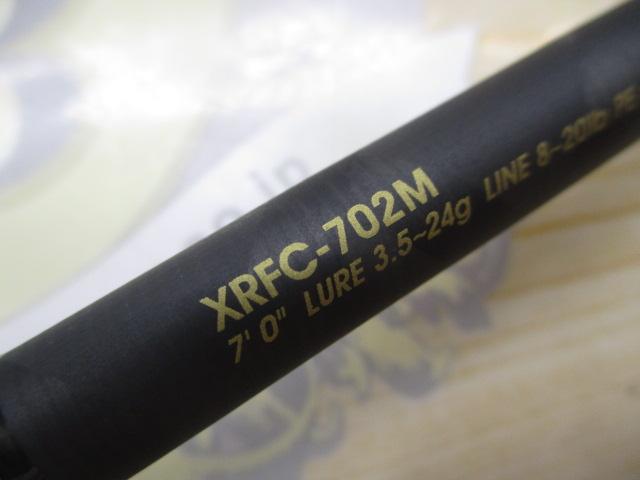 XRFC-702M
7' 0" LURE 3.5~24g LINE 8~20lb PE